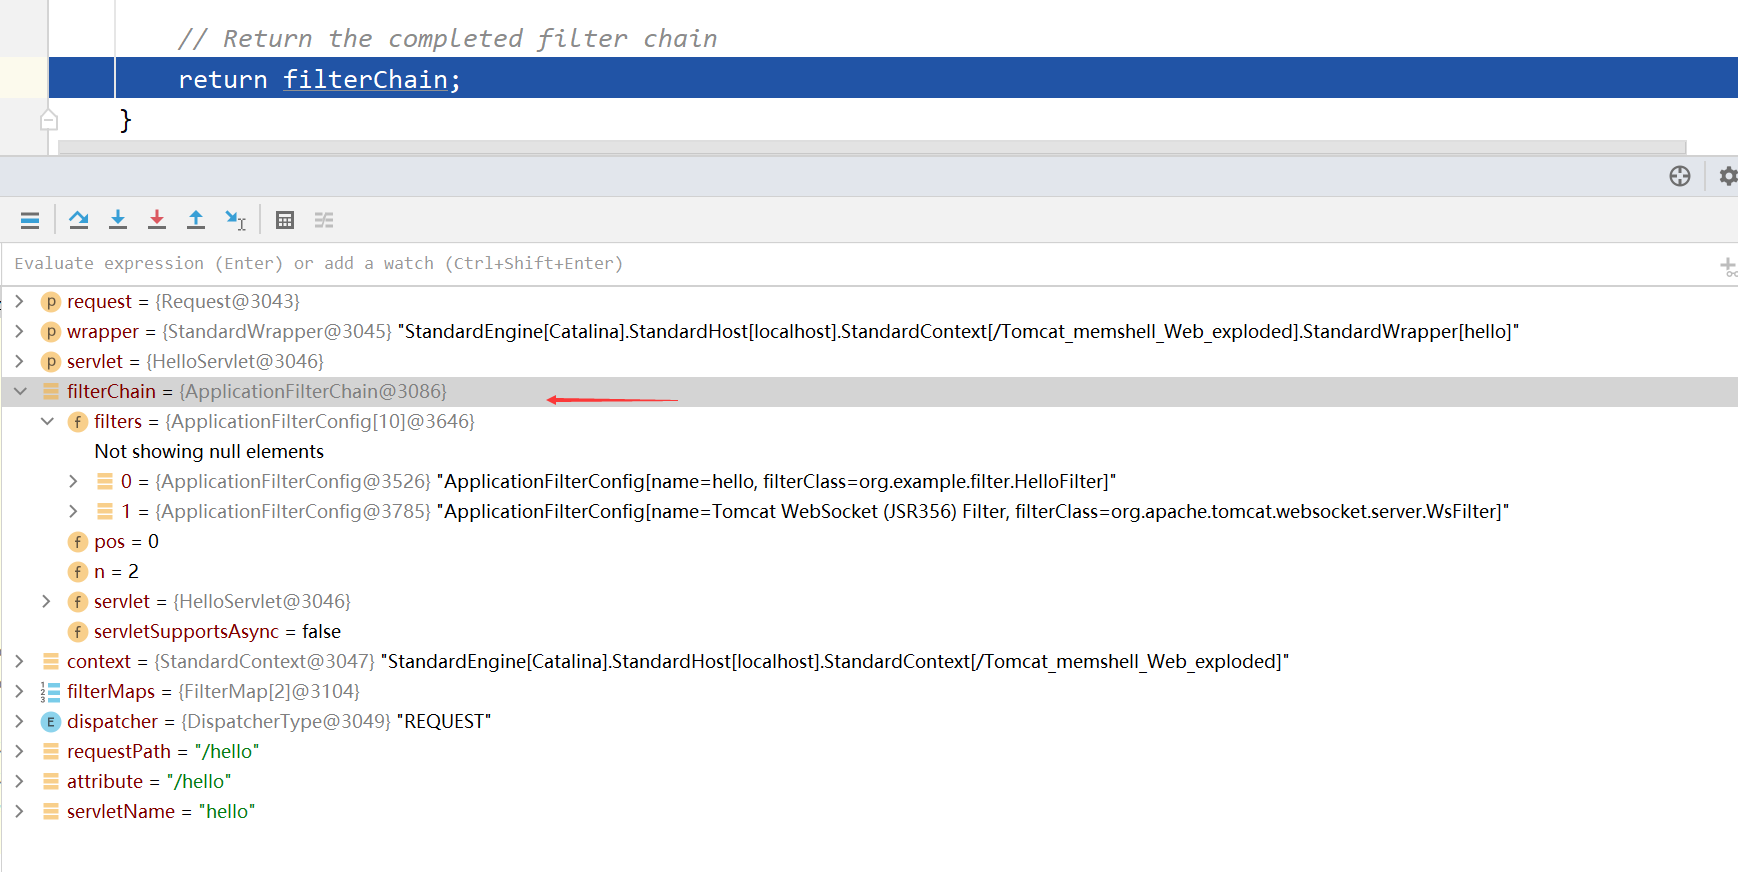 // Return the completed filter chain
return filterChain;
}
Evaluate expression (Enter) or add a watch (Ctrl+Shift+Enter)
p request = {Request@3043}
p wrapper = {StandardWrapper@3045} "StandardEngine[Catalina].StandardHost[localhost].StandardContext[/Tomcat_memshell_Web_exploded].StandardWrapper[hello]"
p servlet = {HelloServlet@3046}
filterChain = {ApplicationFilterChain@3086}
f filters = {ApplicationFilterConfig[10]@3646}
Not showing null elements
0 = {ApplicationFilterConfig@3526} "ApplicationFilterConfig[name=hello, filterClass=org.example.filter.HelloFilter]"
1 = {ApplicationFilterConfig@3785} "ApplicationFilterConfig[name=Tomcat WebSocket (JSR356) Filter, filterClass=org.apache.tomcat.websocket.server.WsFilter]"
f pos = 0
f n = 2
f servlet = {HelloServlet@3046}
f servletSupportsAsync = false
context = {StandardContext@3047} "StandardEngine[Catalina].StandardHost[localhost].StandardContext[/Tomcat_memshell_Web_exploded]"
filterMaps = {FilterMap[2]@3104}
E dispatcher = {DispatcherType@3049} "REQUEST"
requestPath = "/hello"
attribute = "/hello"
servletName = "hello"